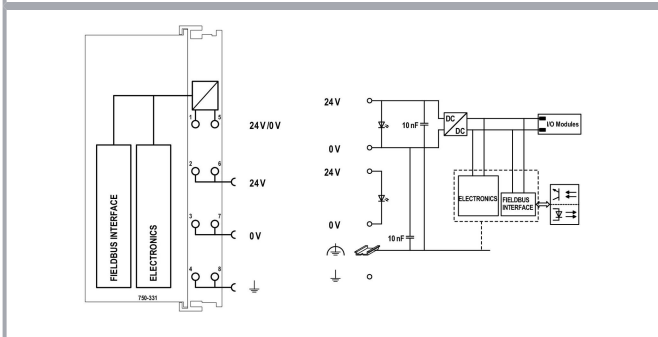 1 5
24 V / 0 V
2 6
24 V
3 7
0 V
4 8
FIELDBUS INTERFACE
ELECTRONICS
750-331
24 V
0 V
24 V
0 V
10 nF
10 nF
DC
DC
I/O Modules
ELECTRONICS
FIELDBUS
INTERFACE